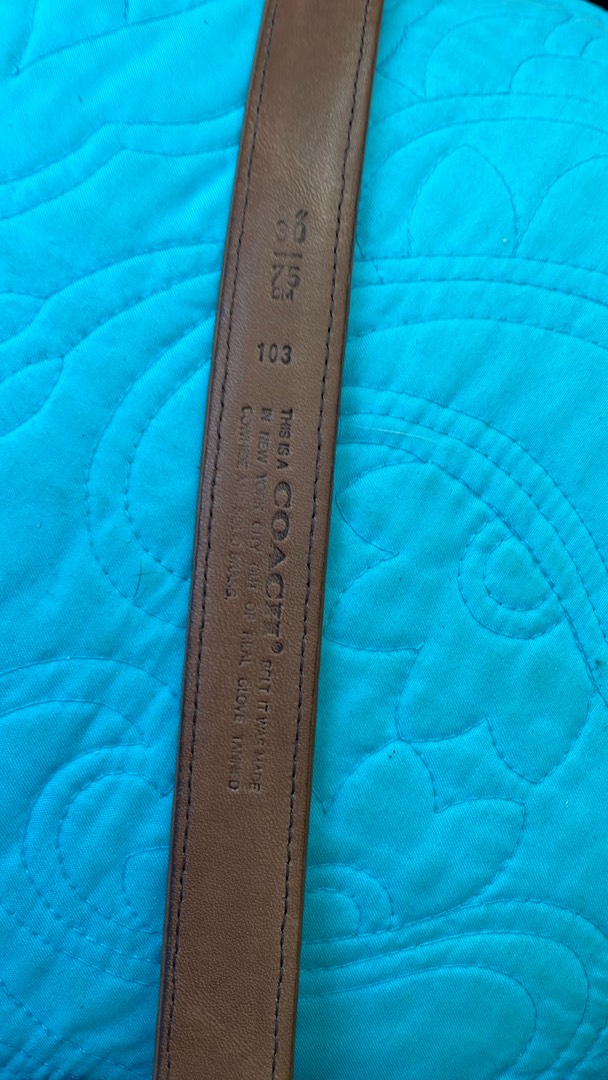 30"
75
CM
103
THIS IS A COACH® BELT IT WAS MADE
IN NEW YORK CITY OUT OF REAL GLOVE TANNED
COWHIDE